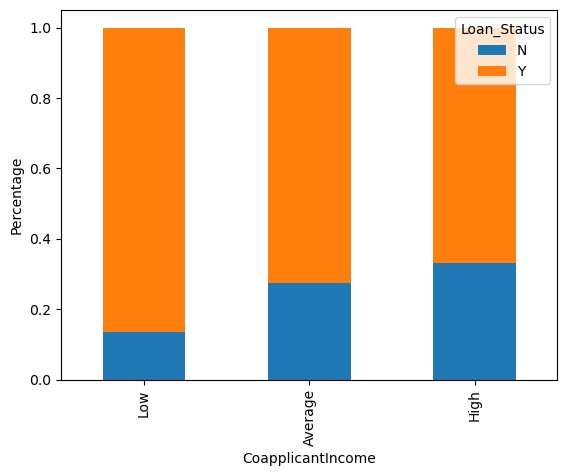 Loan_Status
N
Y
1.0
0.8
0.6
0.4
0.2
0.0
Percentage
Low
Average
High
CoapplicantIncome